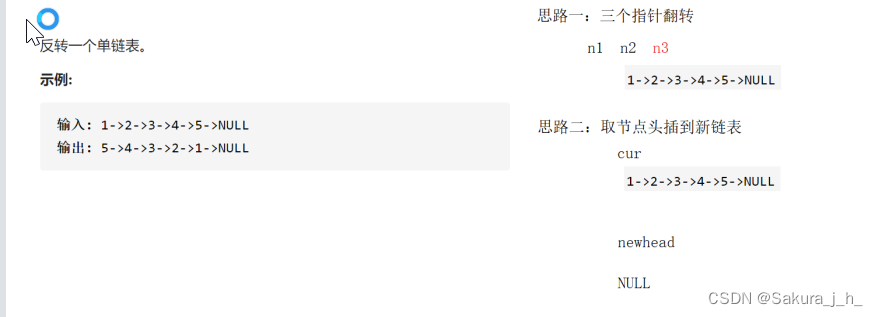 反转一个单链表。
示例:
输入: 1->2->3->4->5->NULL
输出: 5->4->3->2->1->NULL
思路一：三个指针翻转
n1 n2 n3
1->2->3->4->5->NULL
思路二：取节点头插到新链表
cur
1->2->3->4->5->NULL
newhead
NULL
CSDN @Sakura_j_h_